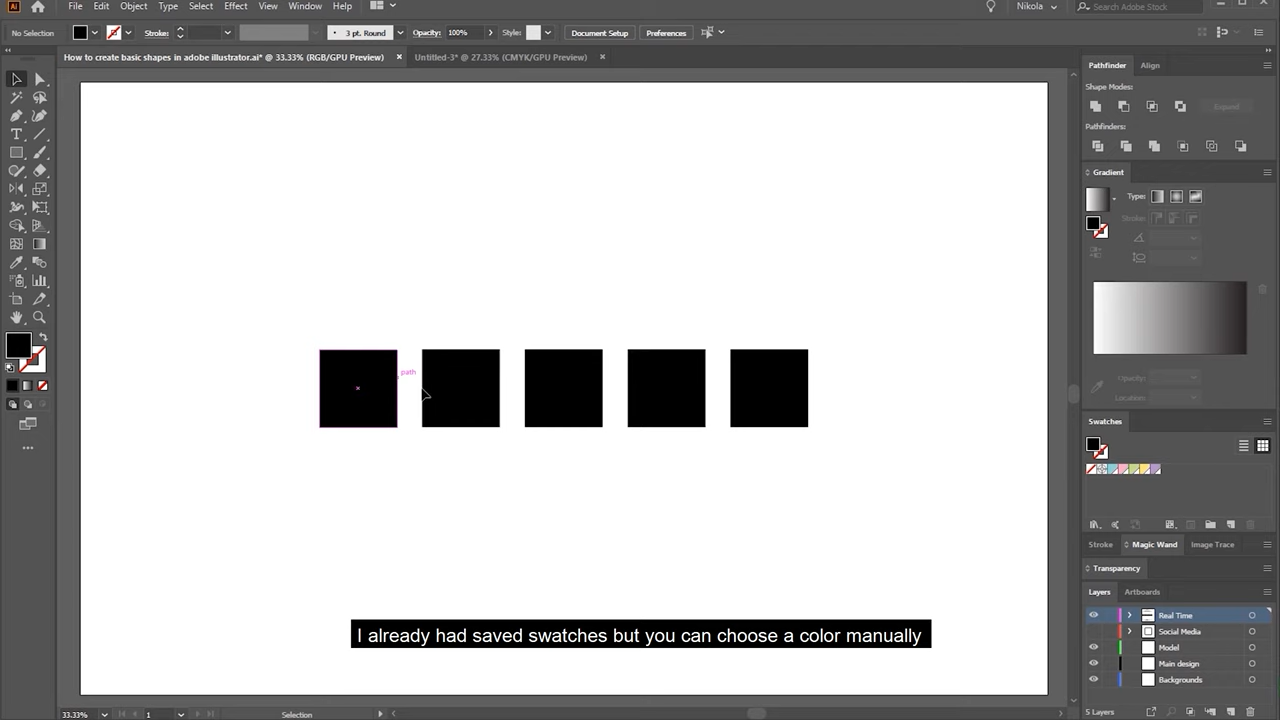 Ai File Edit Object Type Select Effect View Window Help Nikola Search Adobe Stock
No Selection Stroke: 3 pt. Round Opacity: 100% Style: Document Setup Preferences
How to create basic shapes in adobe illustrator.ai* @ 33.33% (RGB/GPU Preview) × Untitled-3* @ 27.33% (CMYK/GPU Preview) ×
Pathfinder Align
Shape Modes:
Expand
Pathfinders:
Gradient
Type:
Stroke:
path
Opacity:
Location:
Swatches
Stroke Magic Wand Image Trace
Transparency
Layers Artboards
Real Time
Social Media
Model
Main design
Backgrounds
I already had saved swatches but you can choose a color manually
33.33% 1 Selection 5 Layers